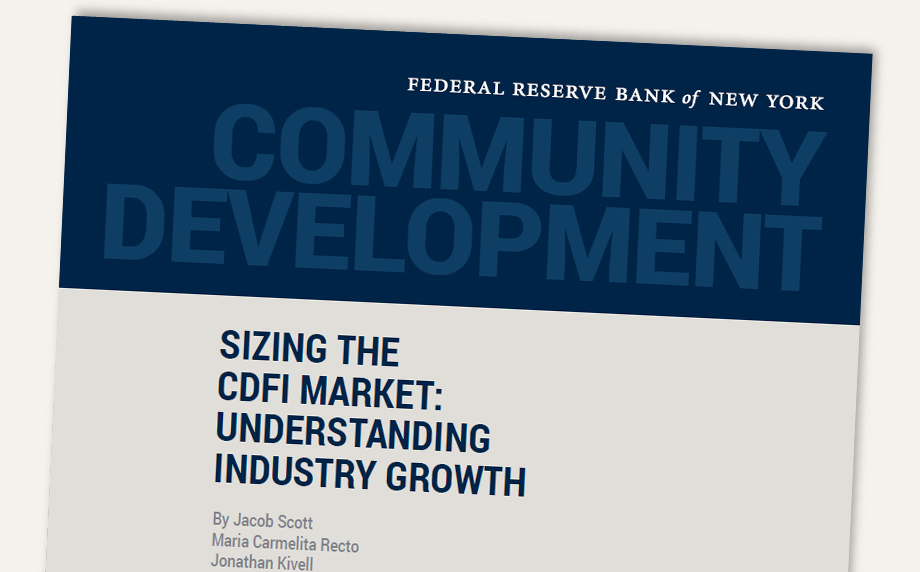 FEDERAL RESERVE BANK of NEW YORK
COMMUNITY
DEVELOPMENT
SIZING THE
CDFI MARKET:
UNDERSTANDING
INDUSTRY GROWTH
By Jacob Scott
Maria Carmelita Recto
Jonathan Kivell